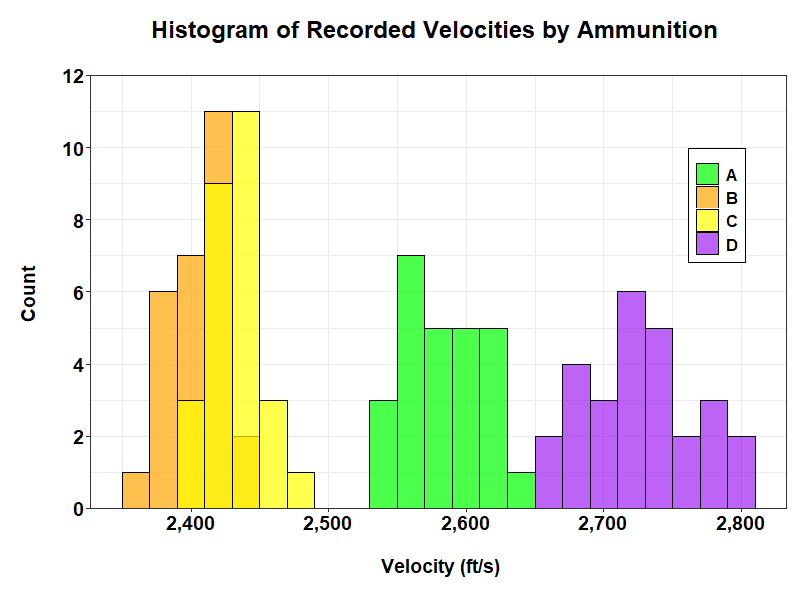 Histogram of Recorded Velocities by Ammunition
12
10
8
6
4
2
0
Count
A
B
C
D
2,400 2,500 2,600 2,700 2,800
Velocity (ft/s)